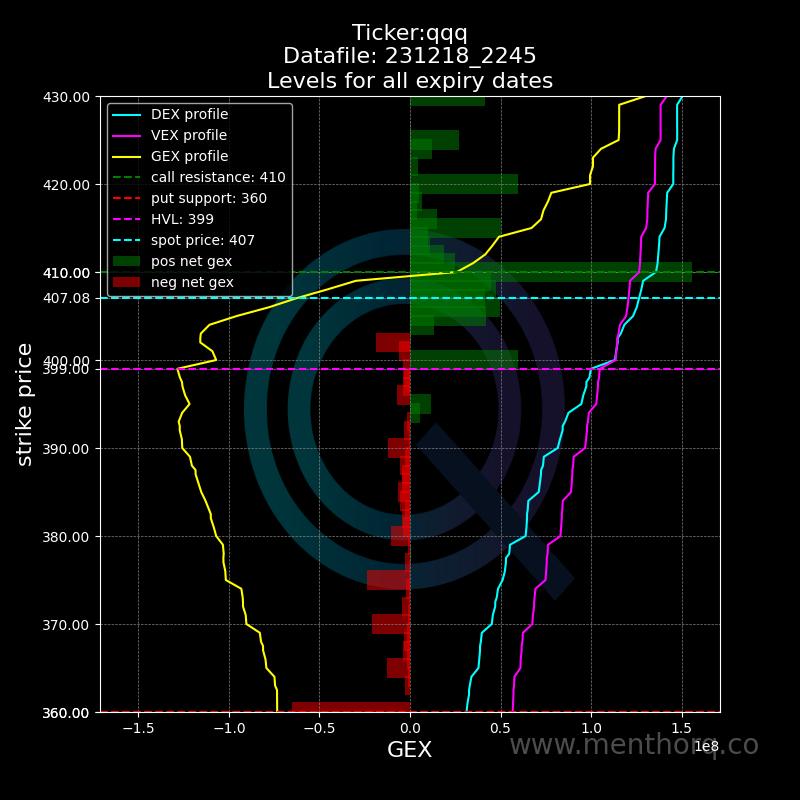 Ticker:qqq
Datafile: 231218_2245
Levels for all expiry dates
DEX profile
VEX profile
GEX profile
call resistance: 410
put support: 360
HVL: 399
spot price: 407
pos net gex
neg net gex
430.00
420.00
410.00
407.08
400.00
399.00
390.00
380.00
370.00
360.00
strike price
−1.5 −1.0 −0.5 0.0 0.5 1.0 1.5
1e8
GEX
www.menthorq.co